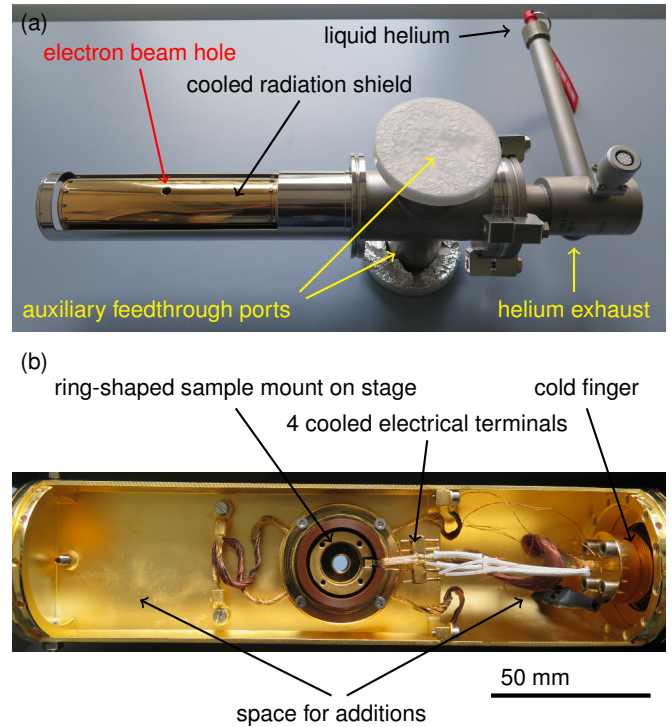 (a)
liquid helium
electron beam hole
cooled radiation shield
auxiliary feedthrough ports
helium exhaust
(b)
ring-shaped sample mount on stage
cold finger
4 cooled electrical terminals
50 mm
space for additions